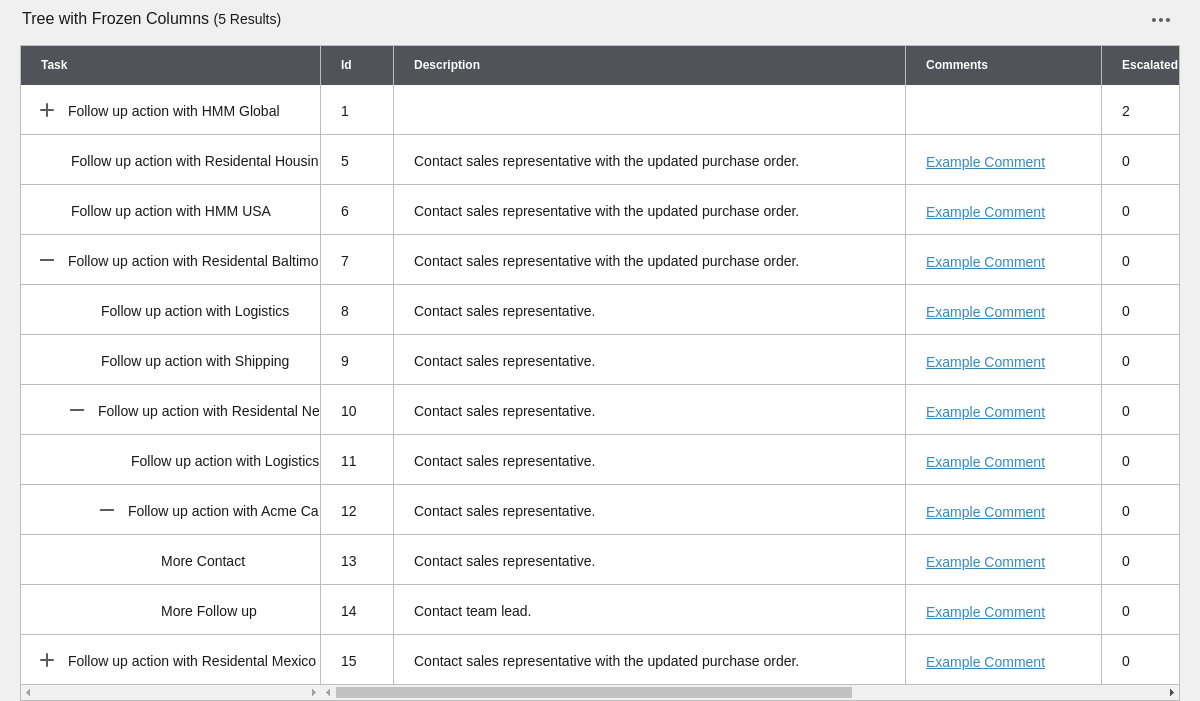 Tree with Frozen Columns (5 Results)
Task Id Description Comments Escalated
Follow up action with HMM Global 1 2
Follow up action with Residental Housin 5 Contact sales representative with the updated purchase order. Example Comment 0
Follow up action with HMM USA 6 Contact sales representative with the updated purchase order. Example Comment 0
Follow up action with Residental Baltimo 7 Contact sales representative with the updated purchase order. Example Comment 0
Follow up action with Logistics 8 Contact sales representative. Example Comment 0
Follow up action with Shipping 9 Contact sales representative. Example Comment 0
Follow up action with Residental Ne 10 Contact sales representative. Example Comment 0
Follow up action with Logistics 11 Contact sales representative. Example Comment 0
Follow up action with Acme Ca 12 Contact sales representative. Example Comment 0
More Contact 13 Contact sales representative. Example Comment 0
More Follow up 14 Contact team lead. Example Comment 0
Follow up action with Residental Mexico 15 Contact sales representative with the updated purchase order. Example Comment 0